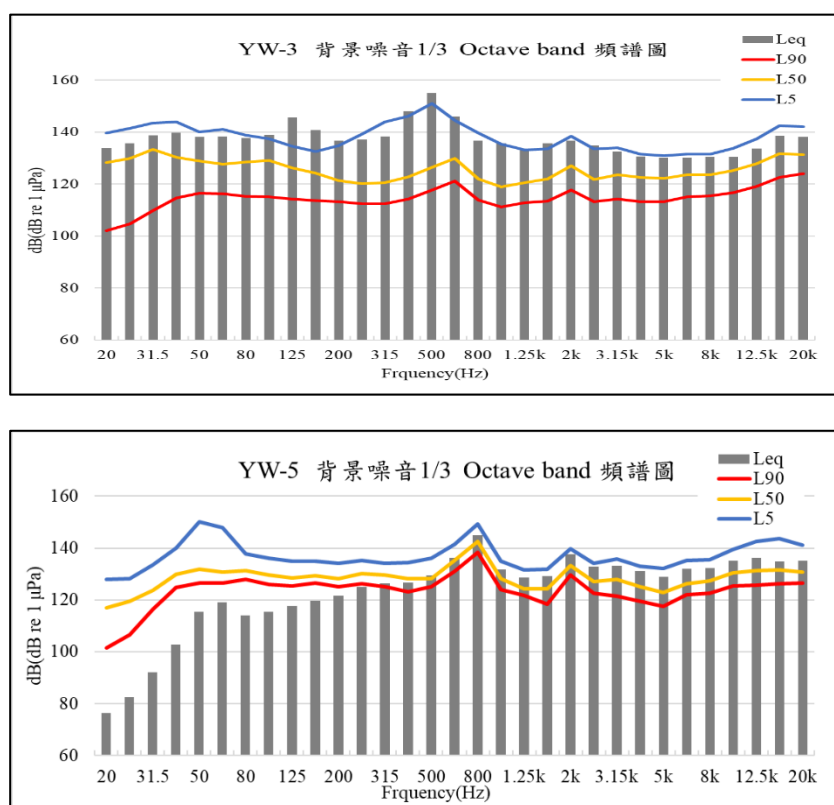 YW-3 背景噪音1/3 Octave band 頻譜圖
Leq
L90
L50
L5
dB(dB re 1 μPa)
160
140
120
100
80
60
20 31.5 50 80 125 200 315 500 800 1.25k 2k 3.15k 5k 8k 12.5k 20k
Frquency(Hz)
YW-5 背景噪音1/3 Octave band 頻譜圖
Leq
L90
L50
L5
dB(dB re 1 μPa)
160
140
120
100
80
60
20 31.5 50 80 125 200 315 500 800 1.25k 2k 3.15k 5k 8k 12.5k 20k
Frquency(Hz)